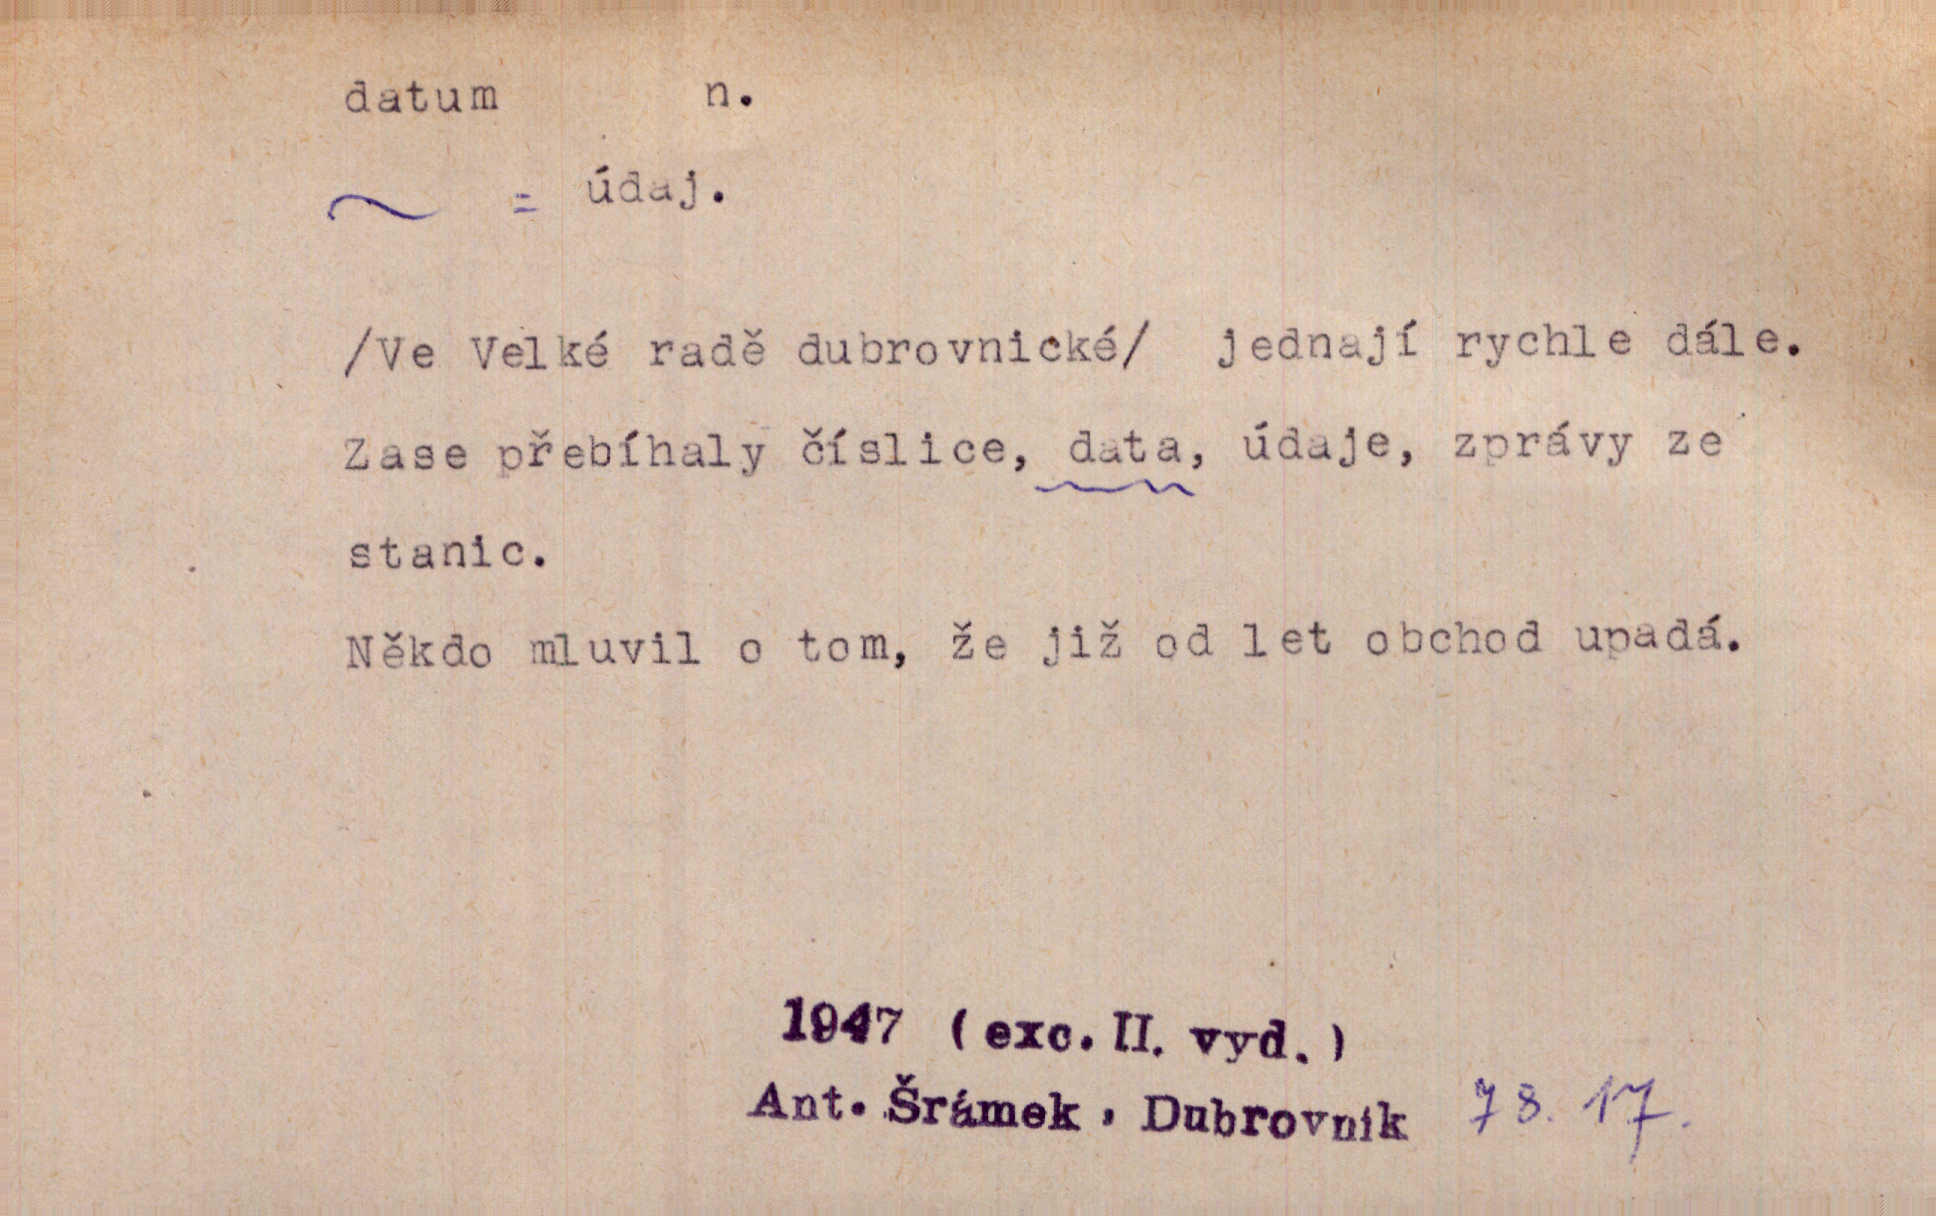 datum n.
~ = údaj.
/Ve Velké radě dubrovnické/ jednají rychle dále.
Zase přebíhaly číslice, data, údaje, zprávy ze
stanic.
Někdo mluvil o tom, že již od let obchod upadá.
1947 (exc. II. vyd.)
Ant. Šrámek, Dubrovník 78. 17.